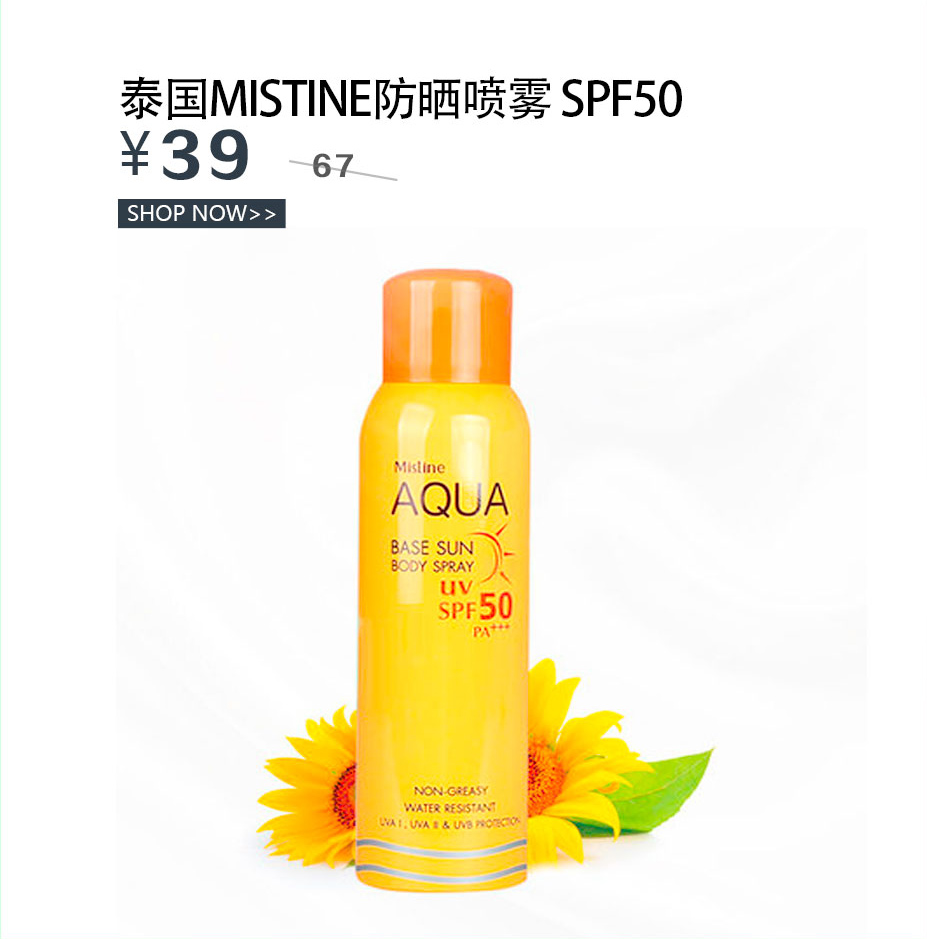 泰国MISTINE防晒喷雾 SPF50
¥39 67
SHOP NOW>>
Mistine
AQUA
BASE SUN
BODY SPRAY
UV
SPF50
PA+++
NON-GREASY
WATER RESISTANT
UVA I, UVA II & UVB PROTECTION